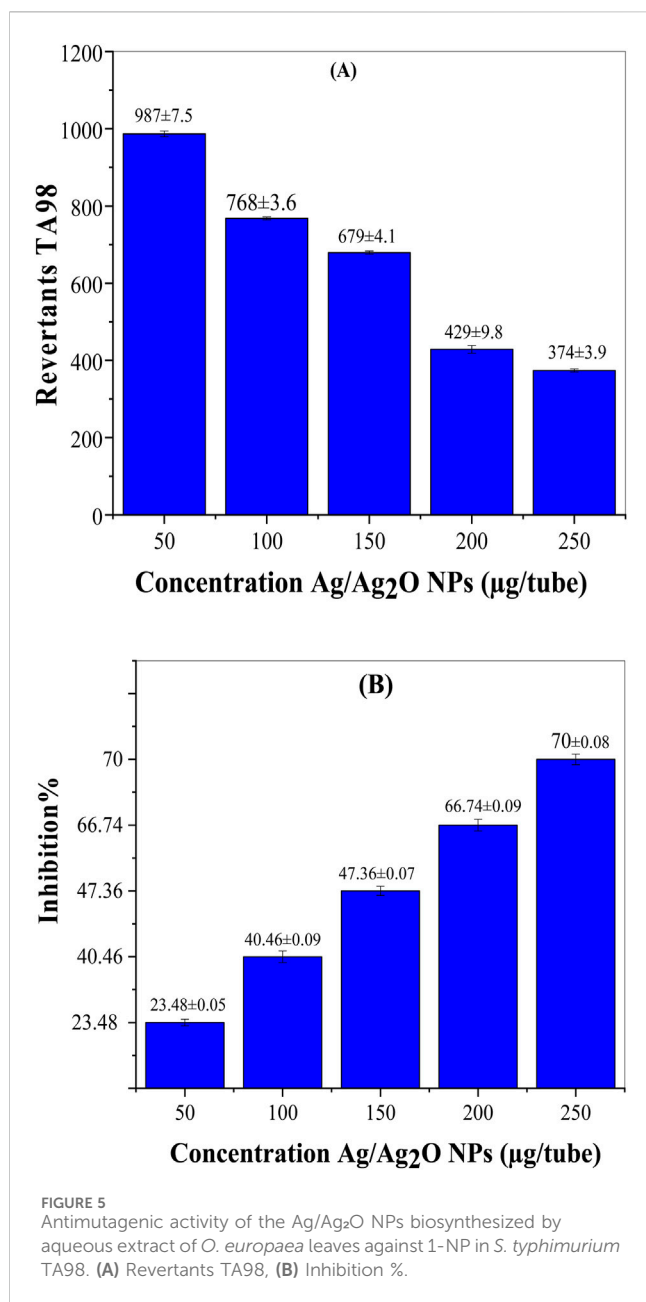 (A)
1200
1000
800
600
400
200
0
Revertants TA98
987±7.5
768±3.6
679±4.1
429±9.8
374±3.9
50 100 150 200 250
Concentration Ag/Ag₂O NPs (µg/tube)
(B)
70
66.74
47.36
40.46
23.48
Inhibition%
23.48±0.05
40.46±0.09
47.36±0.07
66.74±0.09
70±0.08
50 100 150 200 250
Concentration Ag/Ag₂O NPs (µg/tube)
FIGURE 5
Antimutagenic activity of the Ag/Ag₂O NPs biosynthesized by
aqueous extract of O. europaea leaves against 1-NP in S. typhimurium
TA98. (A) Revertants TA98, (B) Inhibition %.